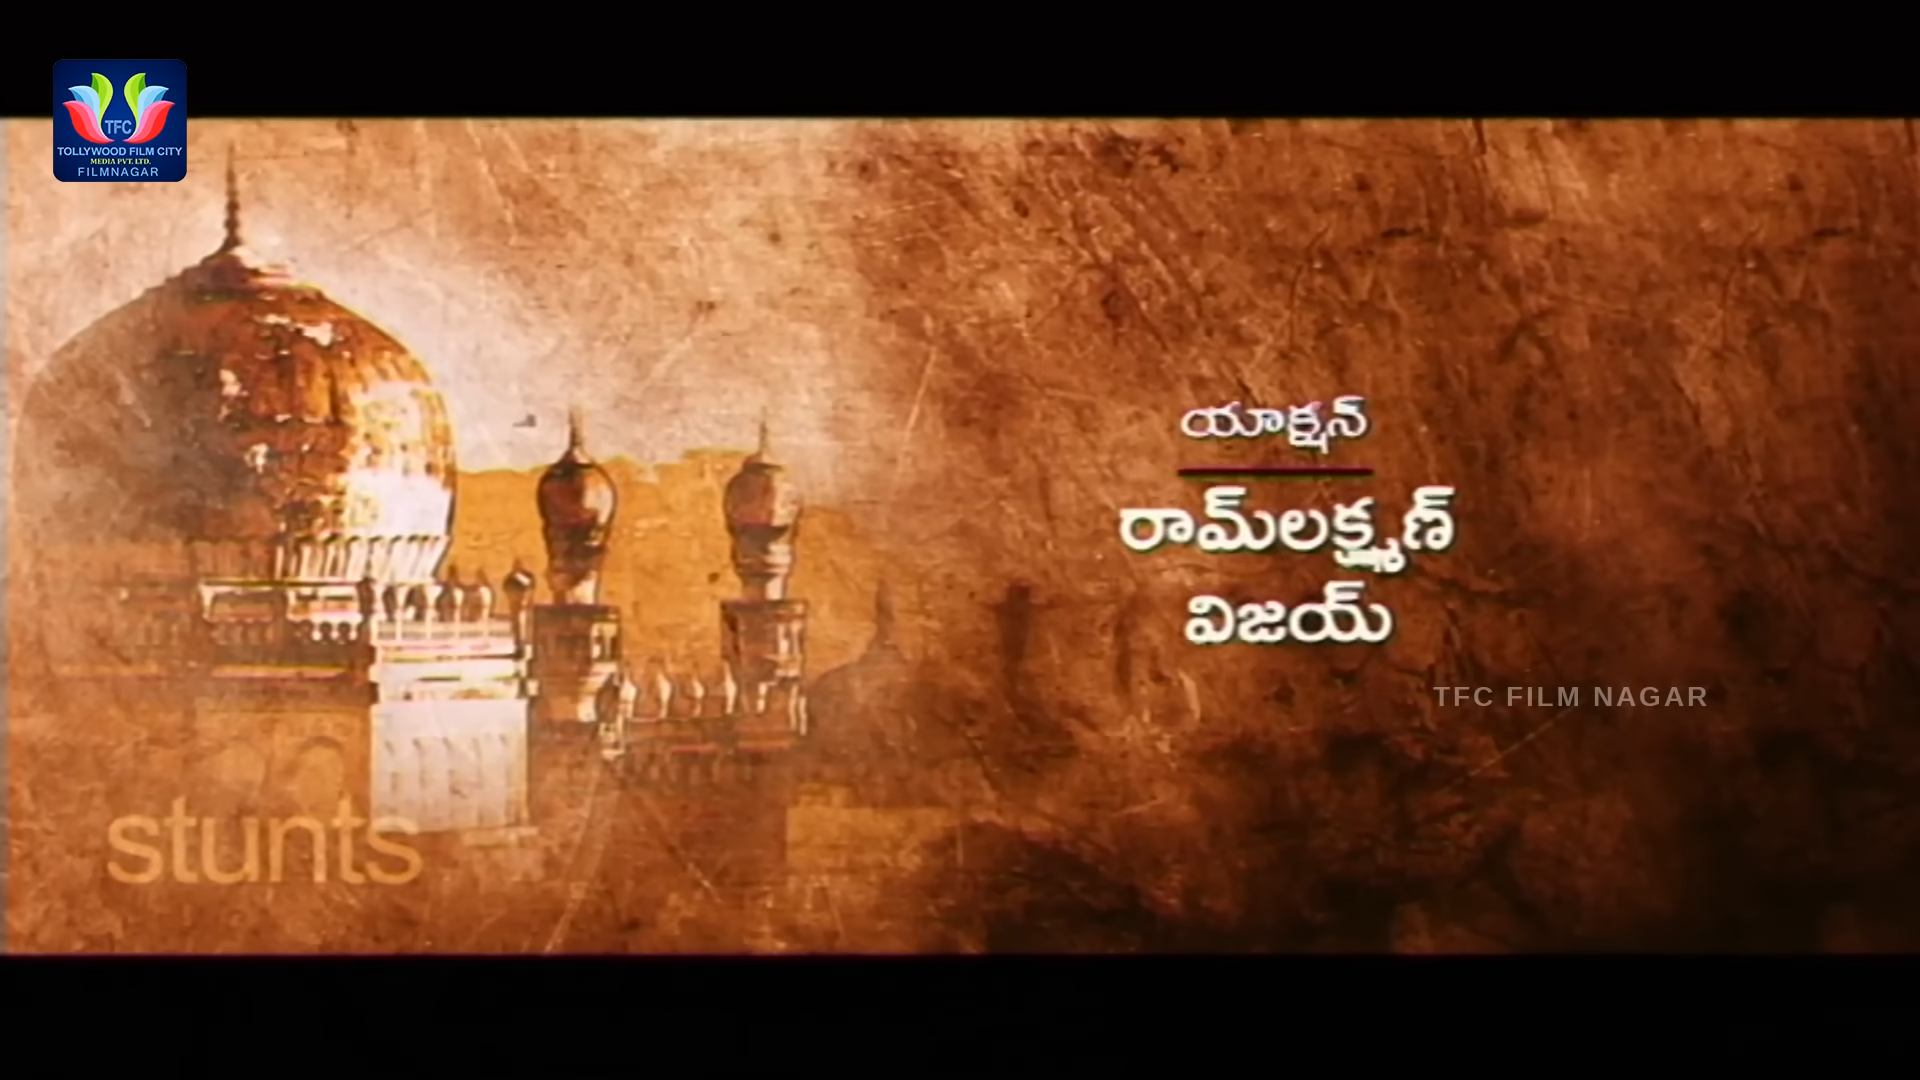 TFC
TOLLYWOOD FILM CITY
MEDIA PVT. LTD.
FILMNAGAR
యాక్షన్
రామ్‌లక్ష్మణ్
విజయ్
TFC FILM NAGAR
stunts